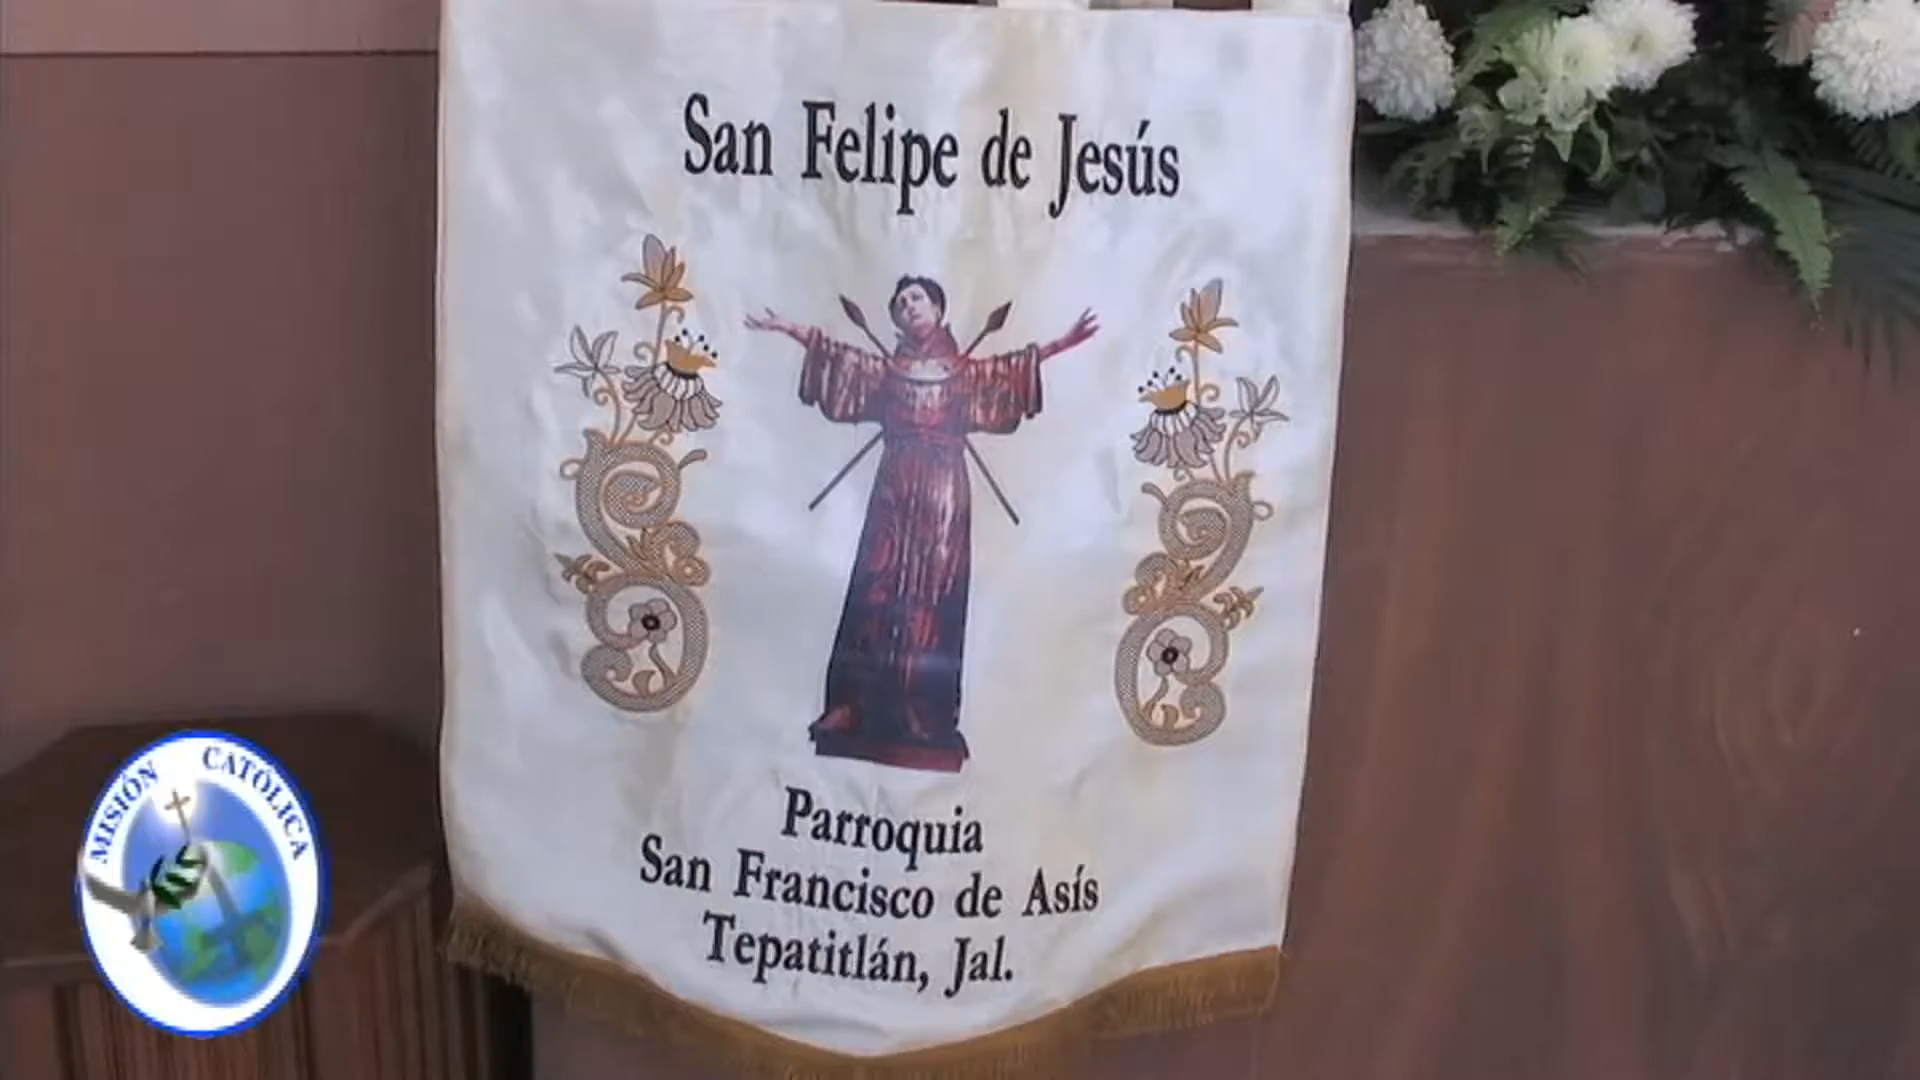 San Felipe de Jesús
Parroquia
San Francisco de Asís
Tepatitlán, Jal.
MISIÓN CATÓLICA